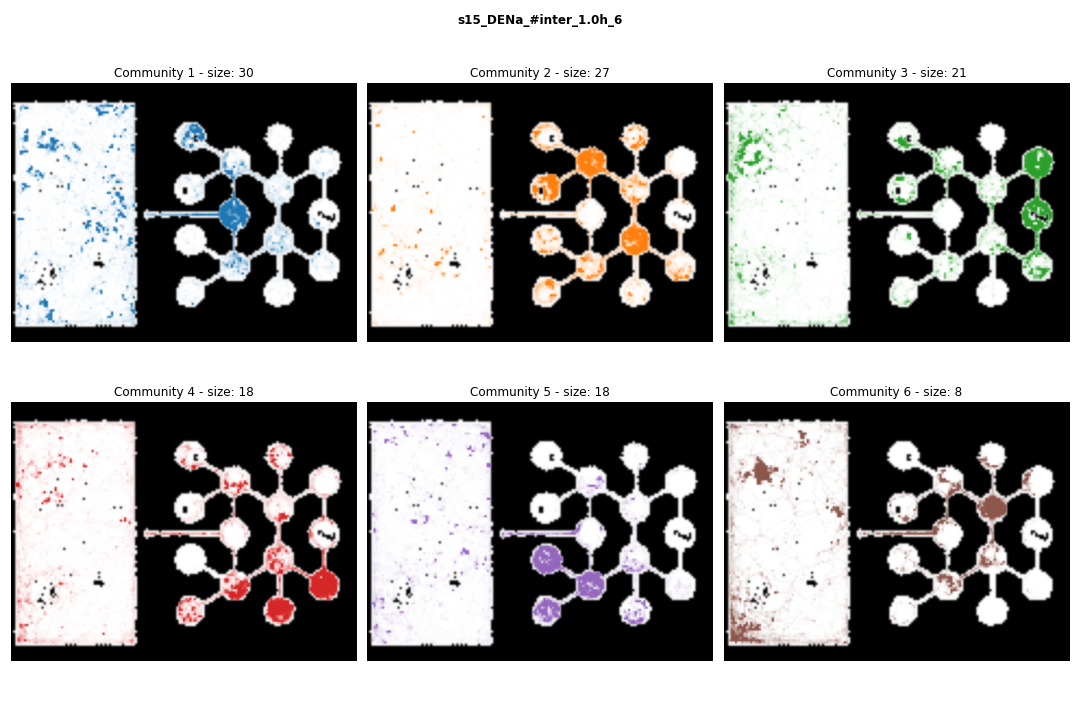 s15_DENa_#inter_1.0h_6
Community 1 - size: 30
Community 2 - size: 27
Community 3 - size: 21
Community 4 - size: 18
Community 5 - size: 18
Community 6 - size: 8